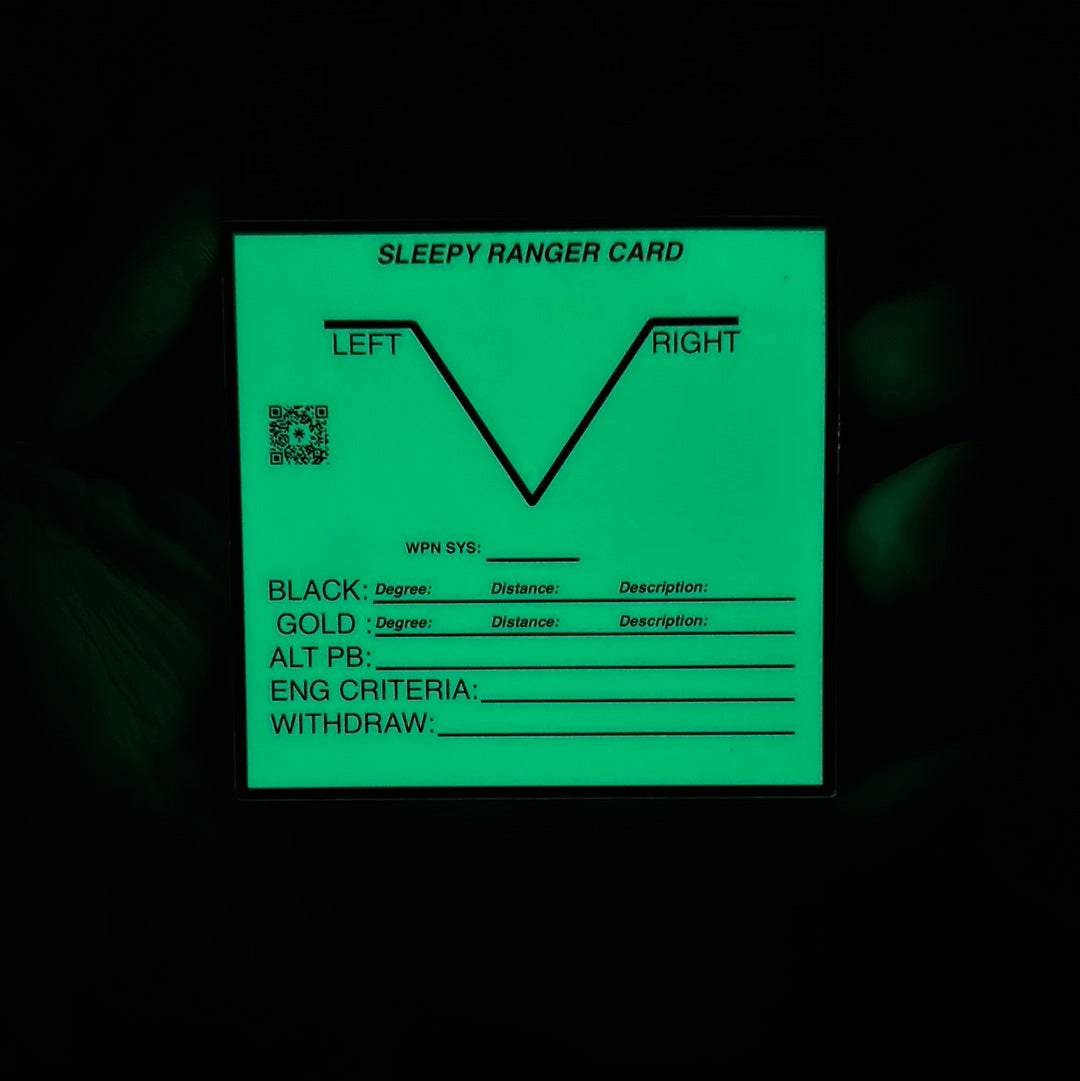 SLEEPY RANGER CARD
LEFT RIGHT
WPN SYS:
BLACK: Degree: Distance: Description:
GOLD : Degree: Distance: Description:
ALT PB:
ENG CRITERIA:
WITHDRAW: